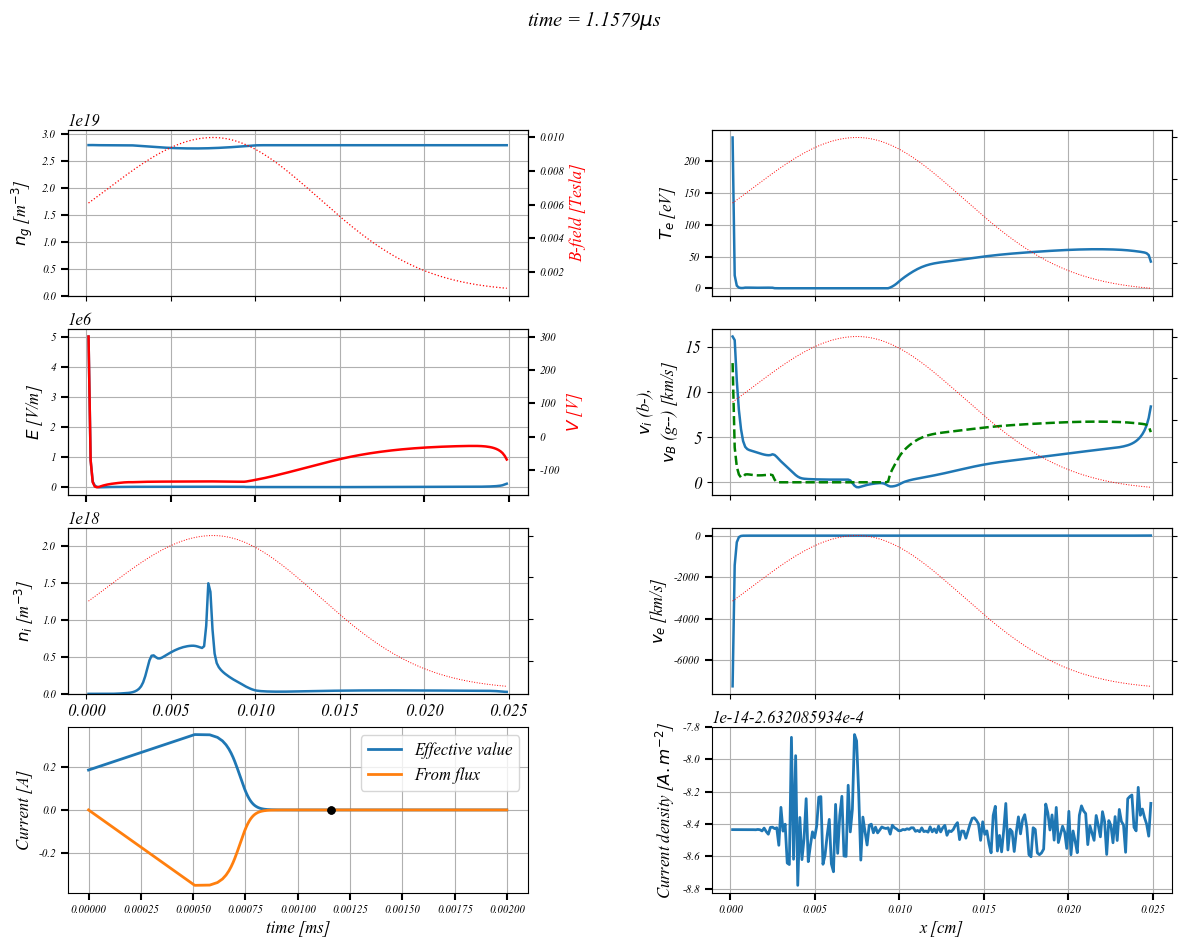 time = 1.1579μs
1e19
3.0
2.5
2.0
1.5
1.0
0.5
0.0
n_g [m^{-3}]
0.010
0.008
0.006
0.004
0.002
B-field [Tesla]
200
150
100
50
0
T_e [eV]
1e6
5
4
3
2
1
0
E [V/m]
300
200
100
0
-100
V [V]
15
10
5
0
v_i (b-),
v_B (g--) [km/s]
1e18
2.0
1.5
1.0
0.5
0.0
n_i [m^{-3}]
0.000 0.005 0.010 0.015 0.020 0.025
0
-2000
-4000
-6000
v_e [km/s]
0.2
0.0
-0.2
Current [A]
Effective value
From flux
0.00000 0.00025 0.00050 0.00075 0.00100 0.00125 0.00150 0.00175 0.00200
time [ms]
1e-14-2.632085934e-4
-7.8
-8.0
-8.2
-8.4
-8.6
-8.8
Current density [A.m^{-2}]
0.000 0.005 0.010 0.015 0.020 0.025
x [cm]